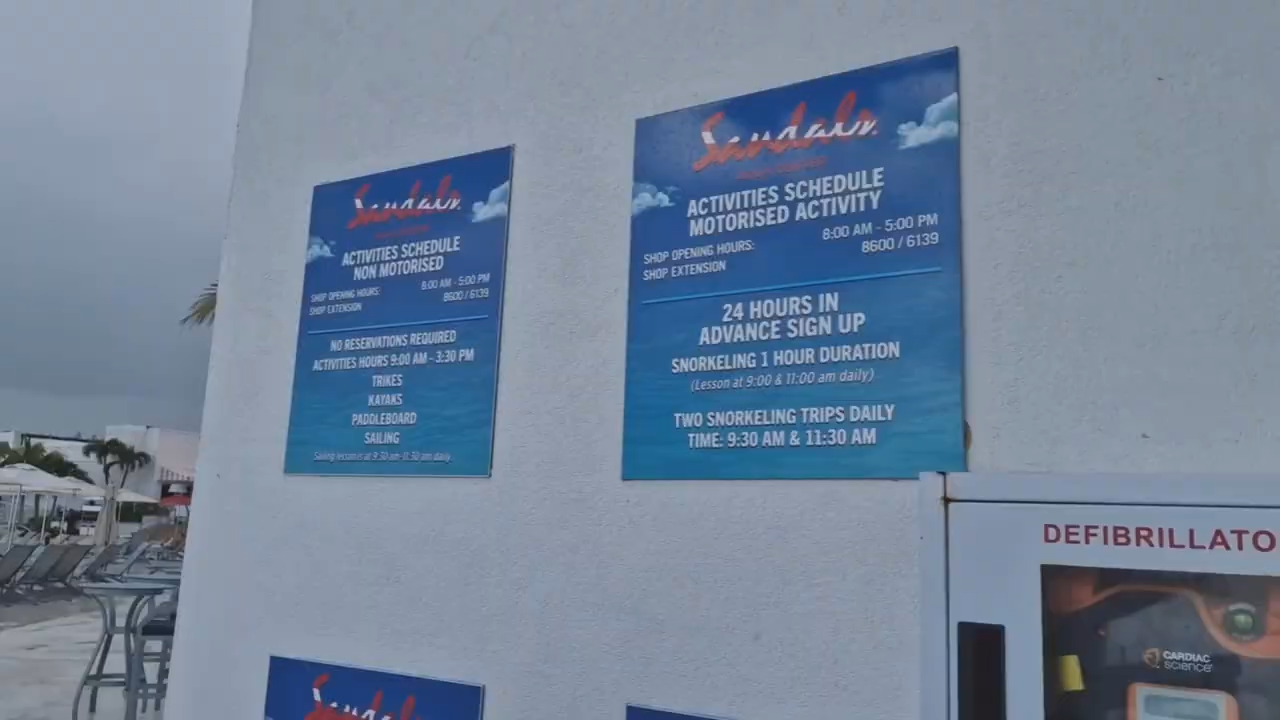 Sandals
ACTIVITIES SCHEDULE
NON MOTORISED
SHOP OPENING HOURS: 8:00 AM - 5:00 PM
SHOP EXTENSION 8600 / 6139
NO RESERVATIONS REQUIRED
ACTIVITIES HOURS 9:00 AM - 3:30 PM
TRIKES
KAYAKS
PADDLEBOARD
SAILING
Sailing lesson is at 9:30 am-11:30 am daily
Sandals
ACTIVITIES SCHEDULE
MOTORISED ACTIVITY
SHOP OPENING HOURS: 8:00 AM - 5:00 PM
SHOP EXTENSION 8600 / 6139
24 HOURS IN
ADVANCE SIGN UP
SNORKELING 1 HOUR DURATION
(Lesson at 9:00 & 11:00 am daily)
TWO SNORKELING TRIPS DAILY
TIME: 9:30 AM & 11:30 AM
DEFIBRILLATO
CARDIAC
science
Sandals